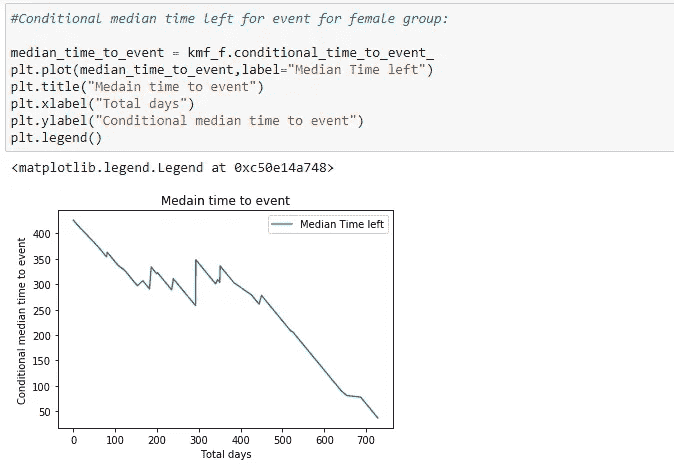 #Conditional median time left for event for female group:
median_time_to_event = kmf_f.conditional_time_to_event_
plt.plot(median_time_to_event,label="Median Time left")
plt.title("Medain time to event")
plt.xlabel("Total days")
plt.ylabel("Conditional median time to event")
plt.legend()
<matplotlib.legend.Legend at 0xc50e14a748>
Medain time to event
Median Time left
Conditional median time to event
400
350
300
250
200
150
100
50
0 100 200 300 400 500 600 700
Total days